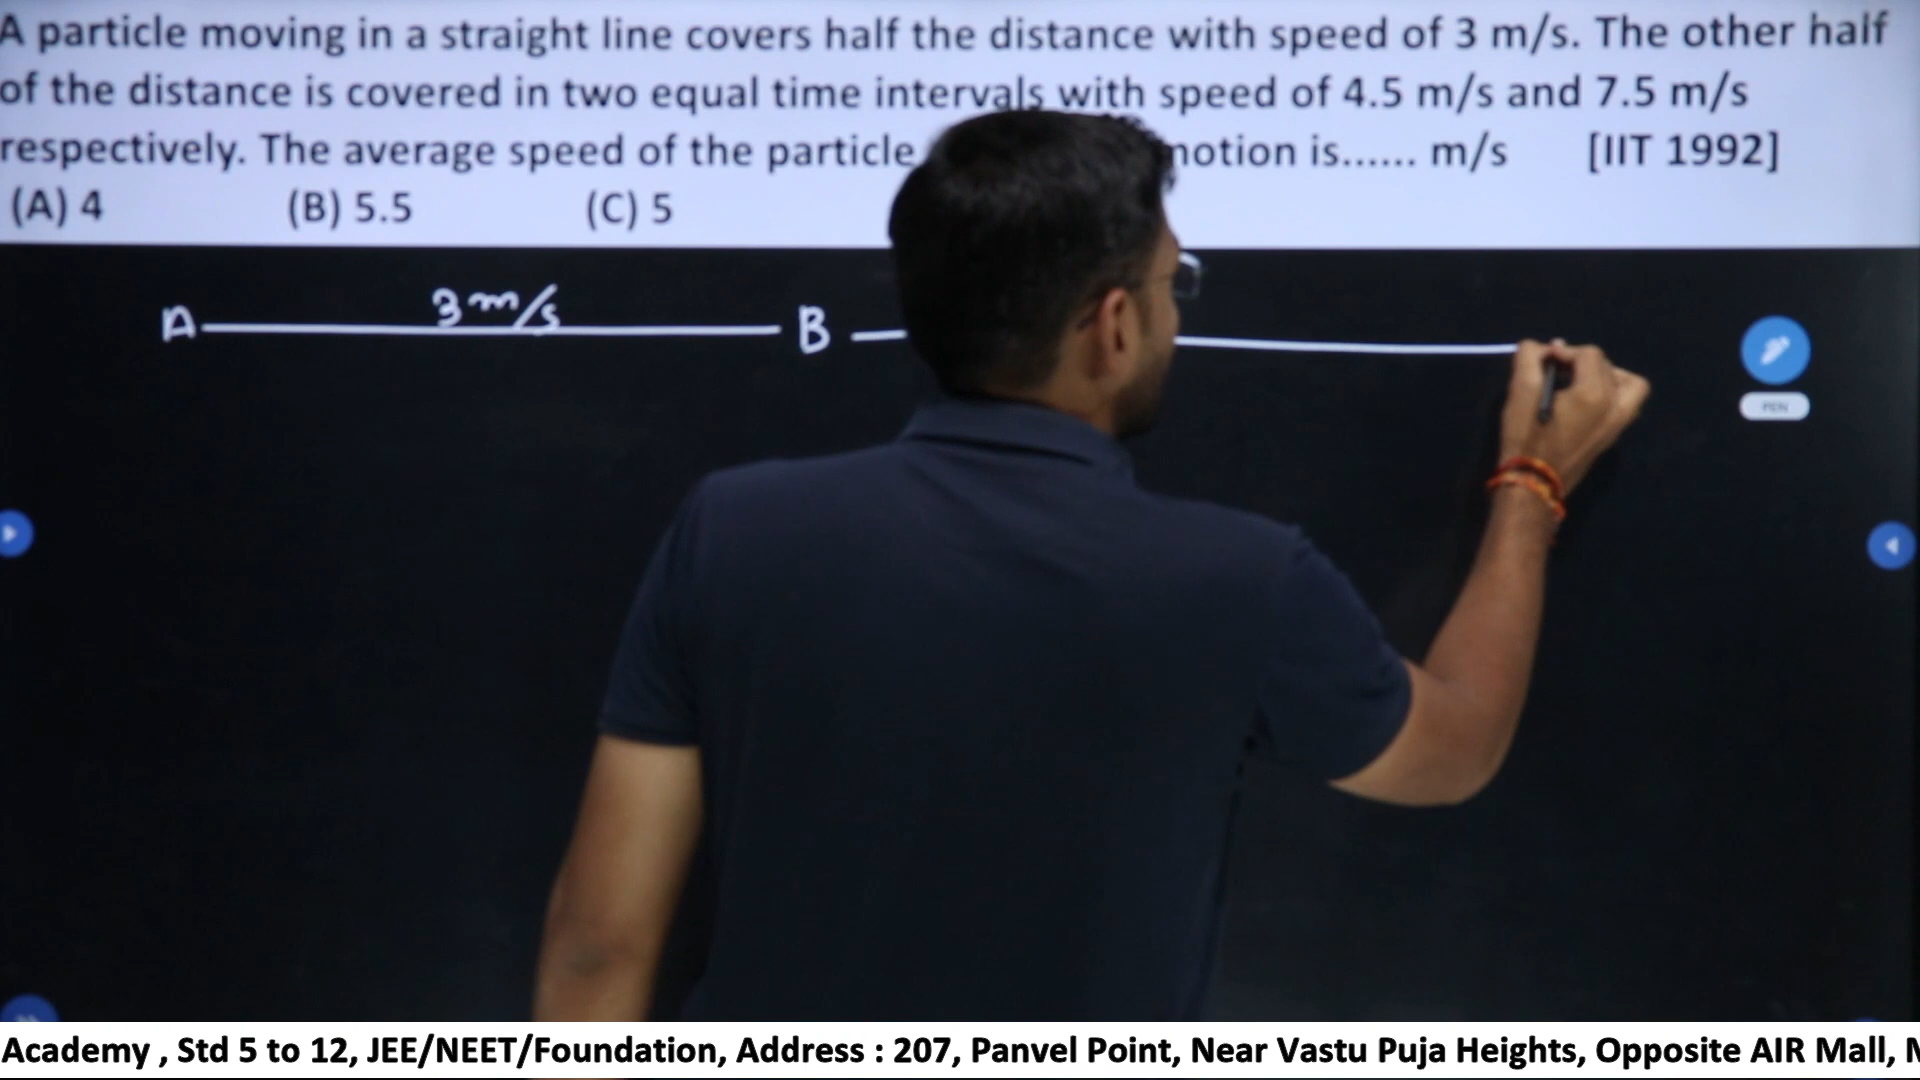 A particle moving in a straight line covers half the distance with speed of 3 m/s. The other half
of the distance is covered in two equal time intervals with speed of 4.5 m/s and 7.5 m/s
respectively. The average speed of the particle motion is...... m/s [IIT 1992]
(A) 4 (B) 5.5 (C) 5
A 3 m/s B
PEN
Academy , Std 5 to 12, JEE/NEET/Foundation, Address : 207, Panvel Point, Near Vastu Puja Heights, Opposite AIR Mall,